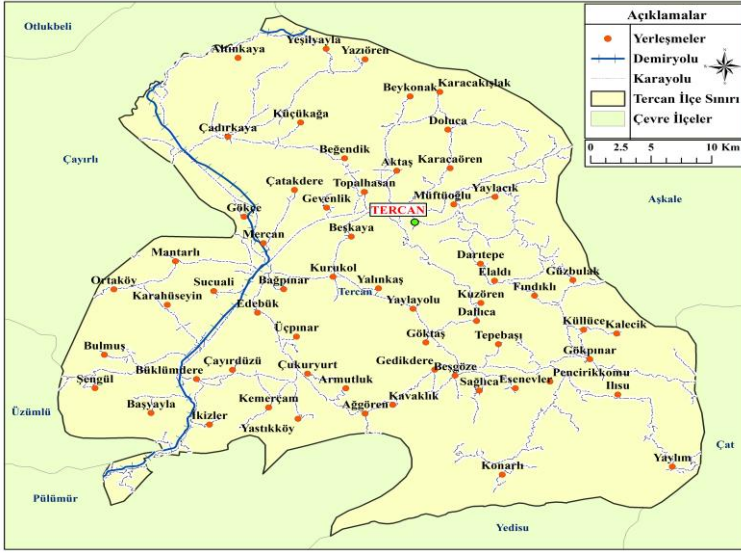 Otlukbeli
Açıklamalar
Yerleşmeler
Demiryolu
Karayolu
Tercan İlçe Sınırı
Çevre İlçeler
0 2.5 5 10 Km
Yeşilyayla
Altunkaya
Yazıören
Beykonak
Karacakışlak
Küçükağa
Çadırkaya
Doluca
Çayırlı
Beğendik
Aktaş
Karacaören
Çatakdere
Topalhasan
Müftüoğlu
Yaylacık
Aşkale
Gevenlik
TERCAN
Gökçe
Mercan
Beşkaya
Mantarlı
Darıtepe
Elaldı
Güzbulak
Ortaköy
Sucuali
Bağpınar
Kurukol
Yalınkaş
Tercan
Fındıklı
Karahüseyin
Edebük
Yaylayolu
Kuzören
Dallıca
Üçpınar
Küllüce
Kalecik
Göktaş
Tepebaşı
Bulmuş
Gökpınar
Büklümdere
Çayırdüzü
Çukuryurt
Gedikdere
Beşgöze
Pencirikkomu
Şengül
Armutluk
Sağlıca
Esenevler
Ilısu
Üzümlü
Başyayla
İkizler
Kemerçam
Kavaklık
Ağgören
Yastıkköy
Çat
Konarlı
Yaylım
Pülümür
Yedisu